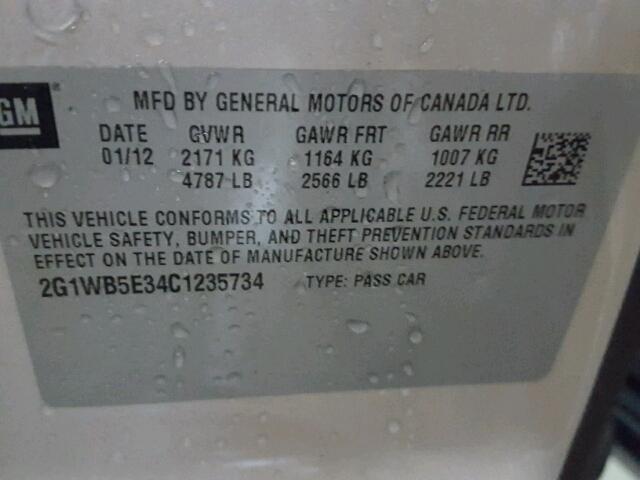 GM
MFD BY GENERAL MOTORS OF CANADA LTD.
DATE GVWR GAWR FRT GAWR RR
01/12 2171 KG 1164 KG 1007 KG
4787 LB 2566 LB 2221 LB
THIS VEHICLE CONFORMS TO ALL APPLICABLE U.S. FEDERAL MOTOR
VEHICLE SAFETY, BUMPER, AND THEFT PREVENTION STANDARDS IN
EFFECT ON THE DATE OF MANUFACTURE SHOWN ABOVE.
2G1WB5E34C1235734 TYPE: PASS CAR